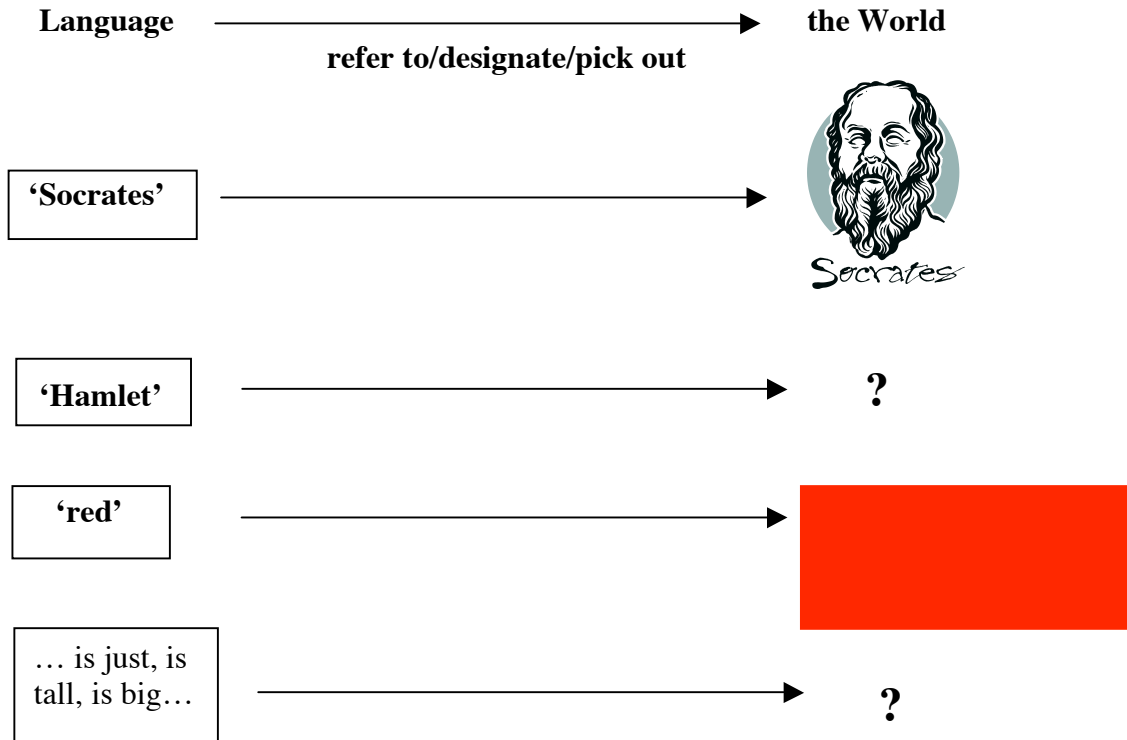 Language the World
refer to/designate/pick out
‘Socrates’
Socrates
‘Hamlet’ ?
‘red’
… is just, is
tall, is big…
?